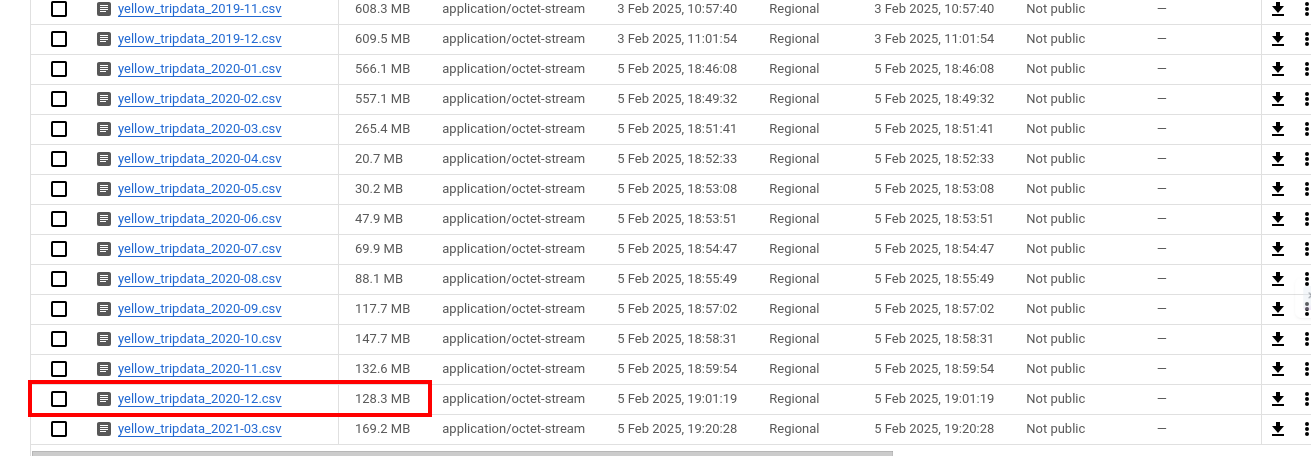 yellow_tripdata_2019-11.csv 608.3 MB application/octet-stream 3 Feb 2025, 10:57:40 Regional 3 Feb 2025, 10:57:40 Not public —
yellow_tripdata_2019-12.csv 609.5 MB application/octet-stream 3 Feb 2025, 11:01:54 Regional 3 Feb 2025, 11:01:54 Not public —
yellow_tripdata_2020-01.csv 566.1 MB application/octet-stream 5 Feb 2025, 18:46:08 Regional 5 Feb 2025, 18:46:08 Not public —
yellow_tripdata_2020-02.csv 557.1 MB application/octet-stream 5 Feb 2025, 18:49:32 Regional 5 Feb 2025, 18:49:32 Not public —
yellow_tripdata_2020-03.csv 265.4 MB application/octet-stream 5 Feb 2025, 18:51:41 Regional 5 Feb 2025, 18:51:41 Not public —
yellow_tripdata_2020-04.csv 20.7 MB application/octet-stream 5 Feb 2025, 18:52:33 Regional 5 Feb 2025, 18:52:33 Not public —
yellow_tripdata_2020-05.csv 30.2 MB application/octet-stream 5 Feb 2025, 18:53:08 Regional 5 Feb 2025, 18:53:08 Not public —
yellow_tripdata_2020-06.csv 47.9 MB application/octet-stream 5 Feb 2025, 18:53:51 Regional 5 Feb 2025, 18:53:51 Not public —
yellow_tripdata_2020-07.csv 69.9 MB application/octet-stream 5 Feb 2025, 18:54:47 Regional 5 Feb 2025, 18:54:47 Not public —
yellow_tripdata_2020-08.csv 88.1 MB application/octet-stream 5 Feb 2025, 18:55:49 Regional 5 Feb 2025, 18:55:49 Not public —
yellow_tripdata_2020-09.csv 117.7 MB application/octet-stream 5 Feb 2025, 18:57:02 Regional 5 Feb 2025, 18:57:02 Not public —
yellow_tripdata_2020-10.csv 147.7 MB application/octet-stream 5 Feb 2025, 18:58:31 Regional 5 Feb 2025, 18:58:31 Not public —
yellow_tripdata_2020-11.csv 132.6 MB application/octet-stream 5 Feb 2025, 18:59:54 Regional 5 Feb 2025, 18:59:54 Not public —
yellow_tripdata_2020-12.csv 128.3 MB application/octet-stream 5 Feb 2025, 19:01:19 Regional 5 Feb 2025, 19:01:19 Not public —
yellow_tripdata_2021-03.csv 169.2 MB application/octet-stream 5 Feb 2025, 19:20:28 Regional 5 Feb 2025, 19:20:28 Not public —